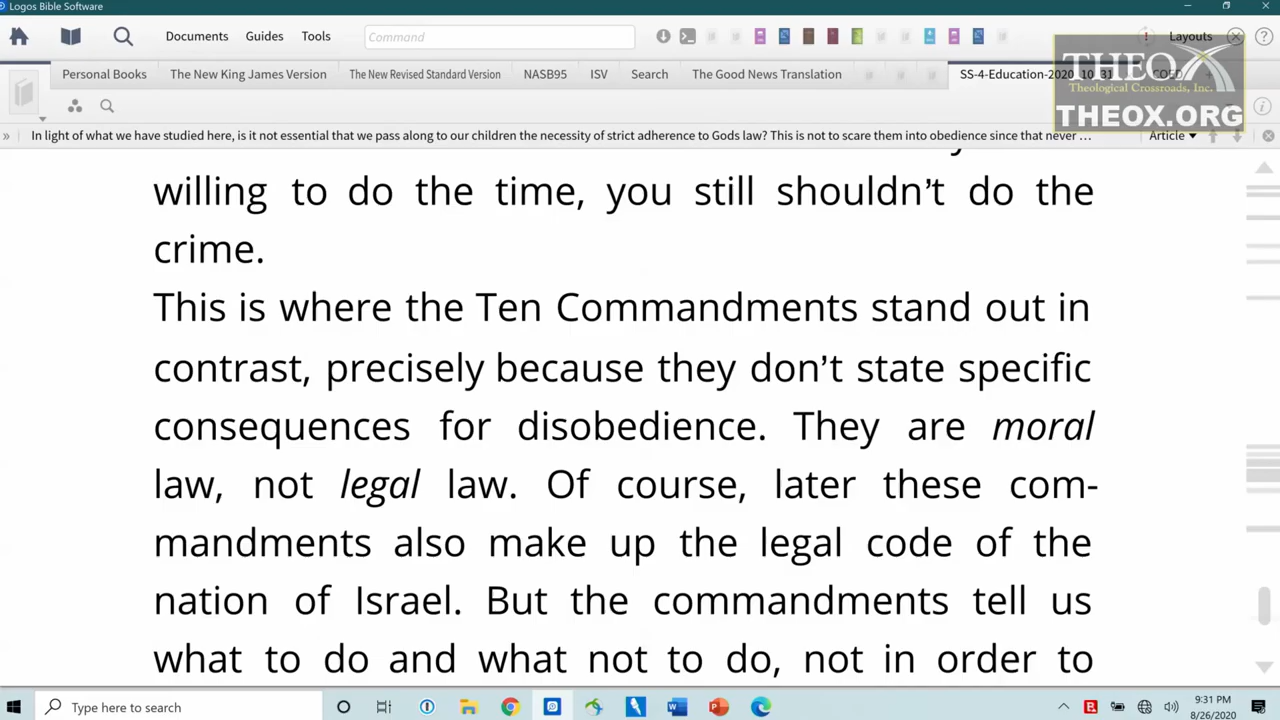 Logos Bible Software
Documents Guides Tools Command Layouts
Personal Books The New King James Version The New Revised Standard Version NASB95 ISV Search The Good News Translation SS-4-Education-2020_10_31
THEOX
Theological Crossroads, Inc.
THEOX.ORG
» In light of what we have studied here, is it not essential that we pass along to our children the necessity of strict adherence to Gods law? This is not to scare them into obedience since that never ... Article
willing to do the time, you still shouldn't do the
crime.
This is where the Ten Commandments stand out in
contrast, precisely because they don't state specific
consequences for disobedience. They are moral
law, not legal law. Of course, later these com-
mandments also make up the legal code of the
nation of Israel. But the commandments tell us
what to do and what not to do, not in order to
Type here to search
9:31 PM
8/26/2020